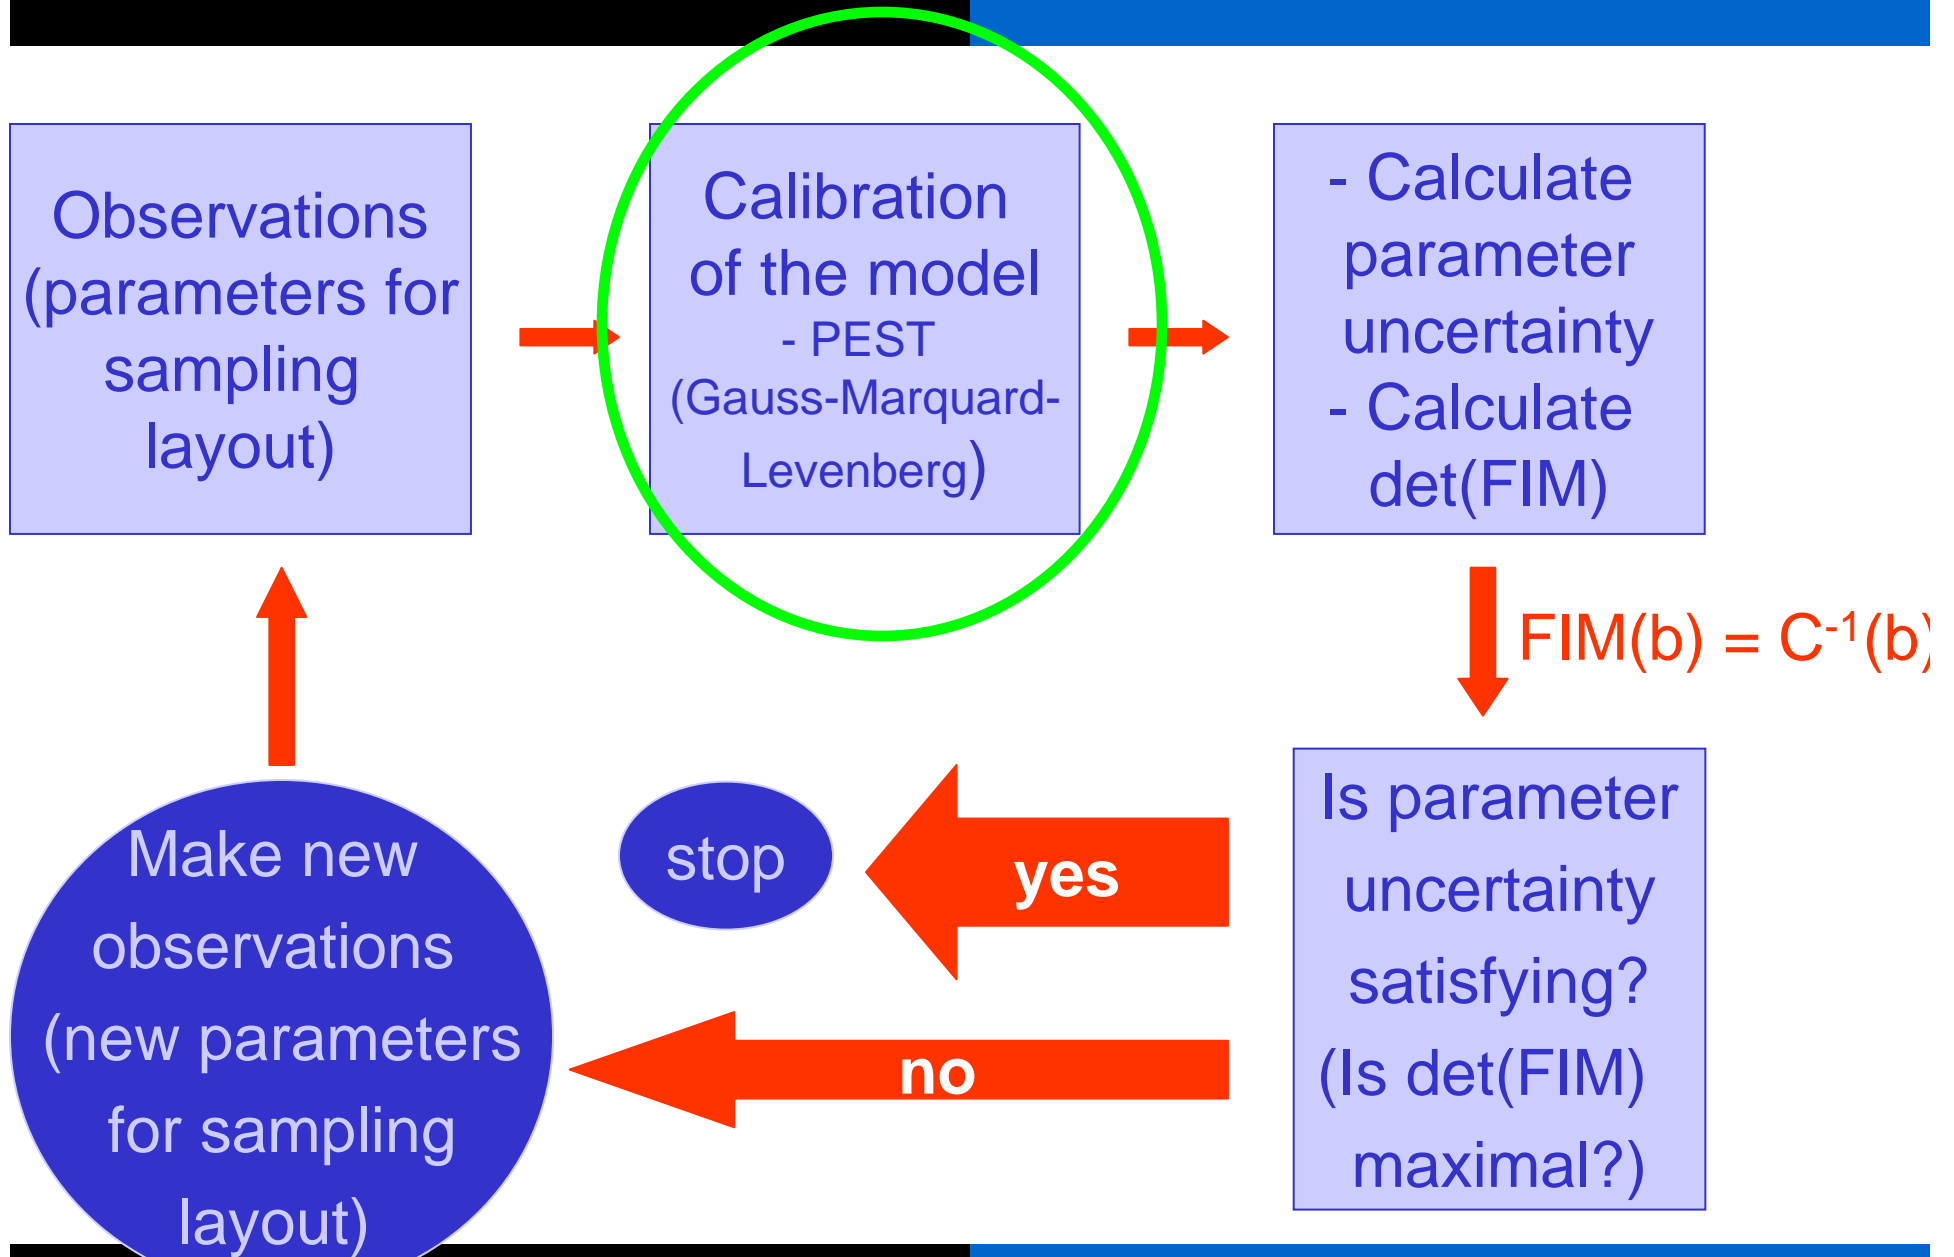 Observations
(parameters for
sampling
layout)
Calibration
of the model
- PEST
(Gauss-Marquard-
Levenberg)
- Calculate
parameter
uncertainty
- Calculate
det(FIM)
FIM(b) = C⁻¹(b)
Is parameter
uncertainty
satisfying?
(Is det(FIM)
maximal?)
yes
stop
no
Make new
observations
(new parameters
for sampling
layout)